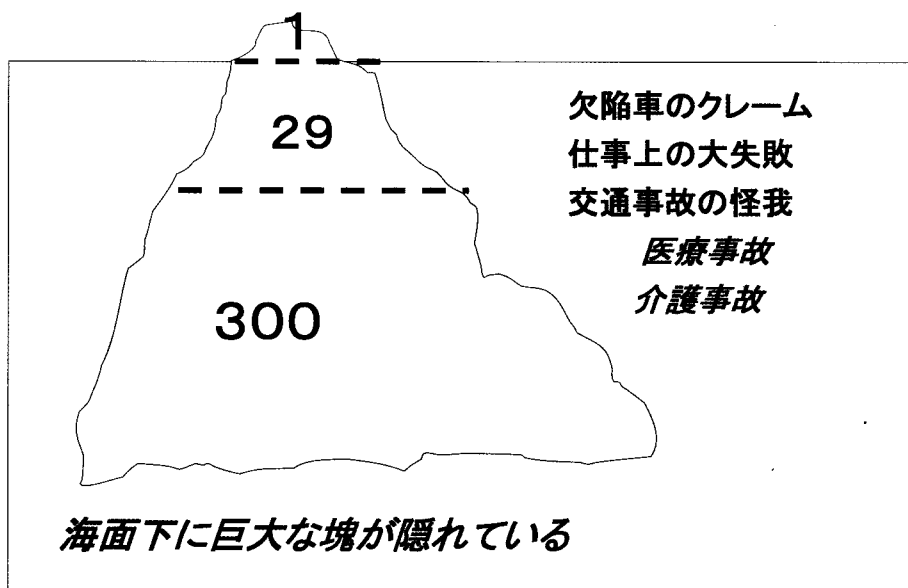 1
29
300
欠陥車のクレーム
仕事上の大失敗
交通事故の怪我
医療事故
介護事故
海面下に巨大な塊が隠れている